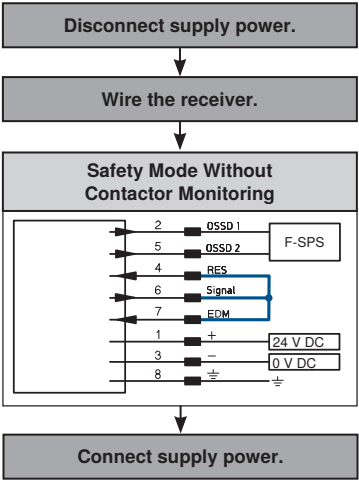 Disconnect supply power.
Wire the receiver.
Safety Mode Without
Contactor Monitoring
2 OSSD 1
F-SPS
5 OSSD 2
4 RES
6 Signal
7 EDM
1 + 24 V DC
3 – 0 V DC
8
Connect supply power.